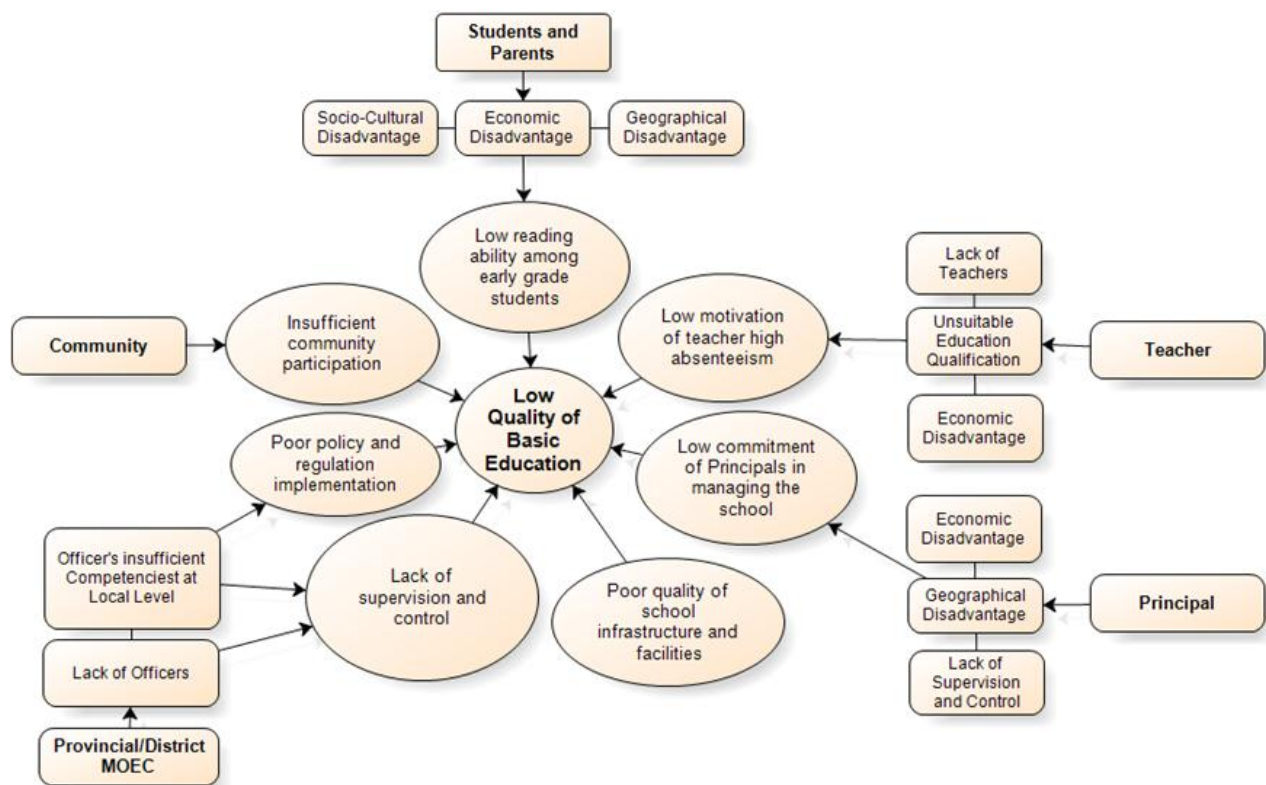 Students and
Parents
Socio-Cultural
Disadvantage
Economic
Disadvantage
Geographical
Disadvantage
Low reading
ability among
early grade
students
Lack of
Teachers
Insufficient
community
participation
Low motivation
of teacher high
absenteeism
Unsuitable
Education
Qualification
Community
Teacher
Low
Quality of
Basic
Education
Economic
Disadvantage
Poor policy and
regulation
implementation
Low commitment
of Principals in
managing the
school
Economic
Disadvantage
Officer's insufficient
Competenciest at
Local Level
Lack of
supervision and
control
Poor quality of
school
infrastructure and
facilities
Geographical
Disadvantage
Principal
Lack of Officers
Lack of
Supervision
and Control
Provincial/District
MOEC